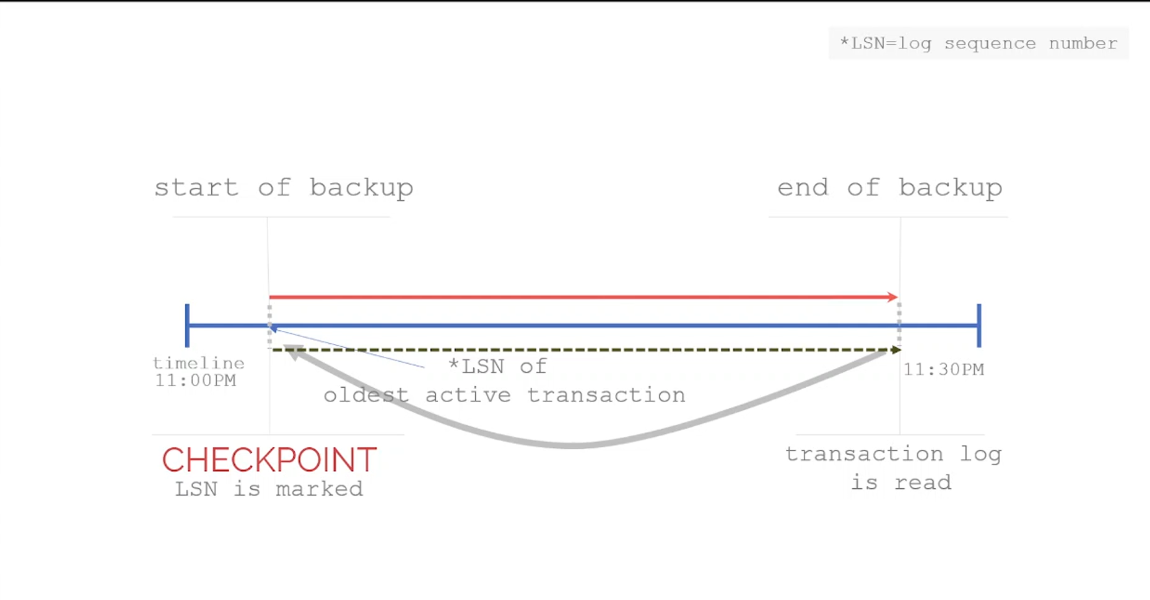 *LSN=log sequence number
start of backup
end of backup
timeline
11:00PM
*LSN of
oldest active transaction
11:30PM
CHECKPOINT
LSN is marked
transaction log
is read